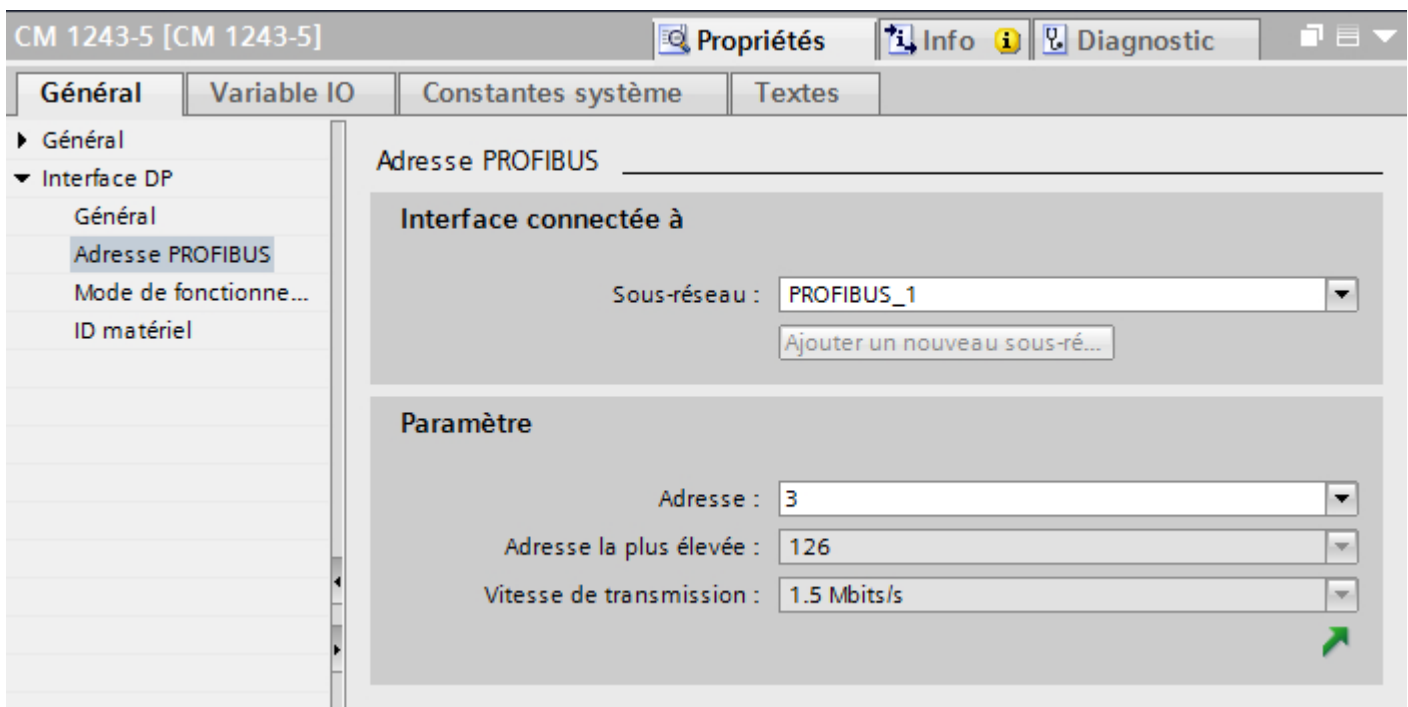 CM 1243-5 [CM 1243-5]
Propriétés
Info
Diagnostic
Général
Variable IO
Constantes système
Textes
Général
Interface DP
Général
Adresse PROFIBUS
Mode de fonctionne...
ID matériel
Adresse PROFIBUS
Interface connectée à
Sous-réseau : PROFIBUS_1
Ajouter un nouveau sous-ré...
Paramètre
Adresse : 3
Adresse la plus élevée : 126
Vitesse de transmission : 1.5 Mbits/s